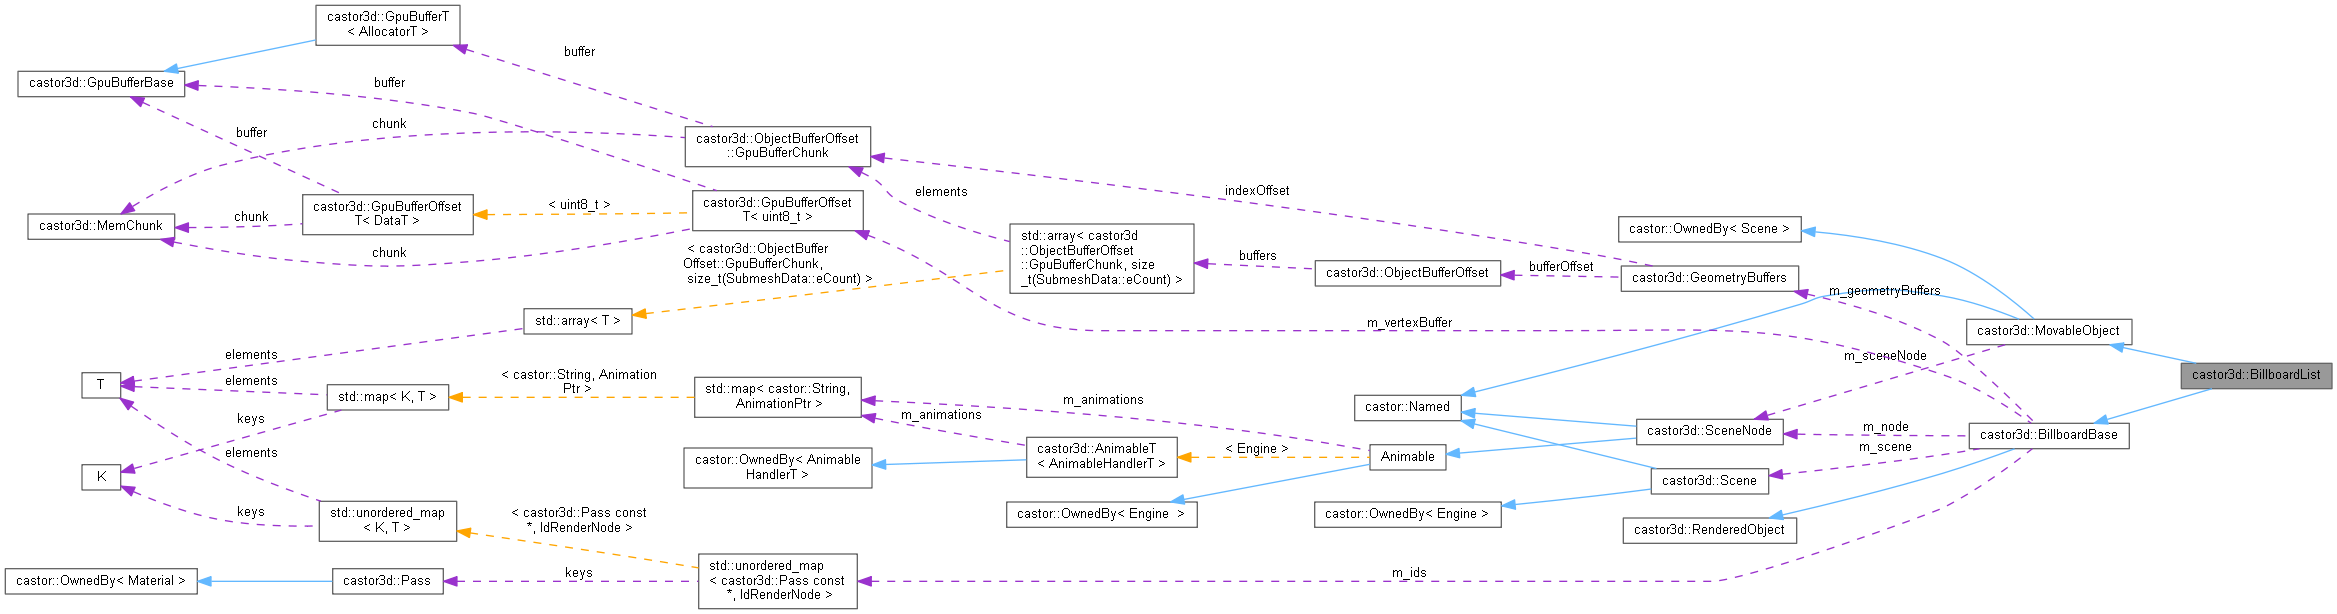 castor3d::GpuBufferT
< AllocatorT >
buffer
castor3d::GpuBufferBase
buffer
chunk
buffer
castor3d::ObjectBufferOffset
::GpuBufferChunk
indexOffset
elements
castor3d::GpuBufferOffset
T< DataT >
< uint8_t >
castor3d::GpuBufferOffset
T< uint8_t >
chunk
castor3d::MemChunk
chunk
< castor3d::ObjectBuffer
Offset::GpuBufferChunk,
size_t(SubmeshData::eCount) >
std::array< castor3d
::ObjectBufferOffset
::GpuBufferChunk, size
_t(SubmeshData::eCount) >
buffers
castor3d::ObjectBufferOffset
bufferOffset
castor3d::GeometryBuffers
castor::OwnedBy< Scene >
m_geometryBuffers
std::array< T >
m_vertexBuffer
castor3d::MovableObject
elements
m_sceneNode
castor3d::BillboardList
T
elements
std::map< K, T >
< castor::String, Animation
Ptr >
std::map< castor::String,
AnimationPtr >
m_animations
m_animations
castor::Named
keys
castor3d::SceneNode
m_node
castor3d::BillboardBase
m_scene
elements
castor::OwnedBy< Animable
HandlerT >
castor3d::AnimableT
< AnimableHandlerT >
< Engine >
Animable
K
castor3d::Scene
keys
std::unordered_map
< K, T >
< castor3d::Pass const
*, IdRenderNode >
castor::OwnedBy< Engine  >
castor::OwnedBy< Engine >
castor3d::RenderedObject
castor::OwnedBy< Material >
castor3d::Pass
keys
std::unordered_map
< castor3d::Pass const
*, IdRenderNode >
m_ids